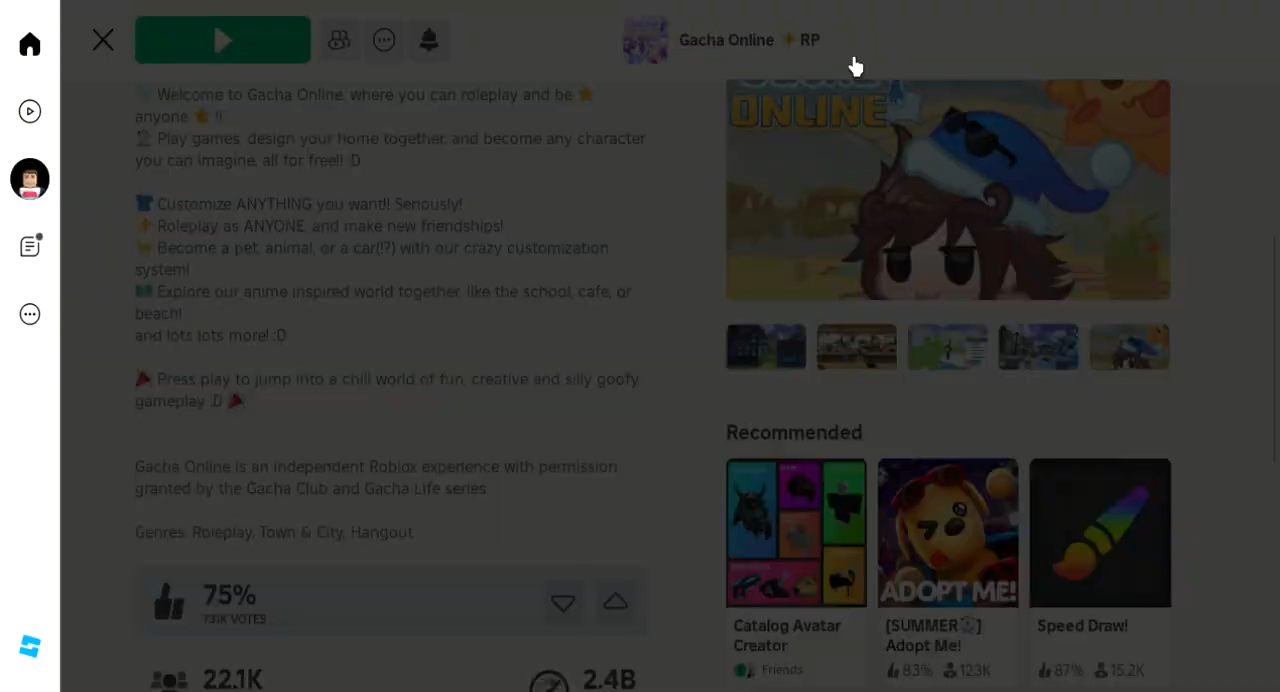 Gacha Online ✨ RP
Welcome to Gacha Online, where you can roleplay and be ⭐
anyone ⭐ !!
Play games, design your home together, and become any character
you can imagine, all for free!! :D
👕 Customize ANYTHING you want!! Seriously!
✨ Roleplay as ANYONE, and make new friendships!
Become a pet, animal, or a car(!?) with our crazy customization
system!
Explore our anime inspired world together, like the school, cafe, or
beach!
and lots lots more! :D
🎉 Press play to jump into a chill world of fun, creative and silly goofy
gameplay :D 🎉
Gacha Online is an independent Roblox experience with permission
granted by the Gacha Club and Gacha Life series
Genres: Roleplay, Town & City, Hangout
75%
731K VOTES
22.1K
2.4B
ONLINE
Recommended
ADOPT ME!
Catalog Avatar
Creator
Friends
[SUMMER🎡]
Adopt Me!
83% 123K
Speed Draw!
87% 15.2K